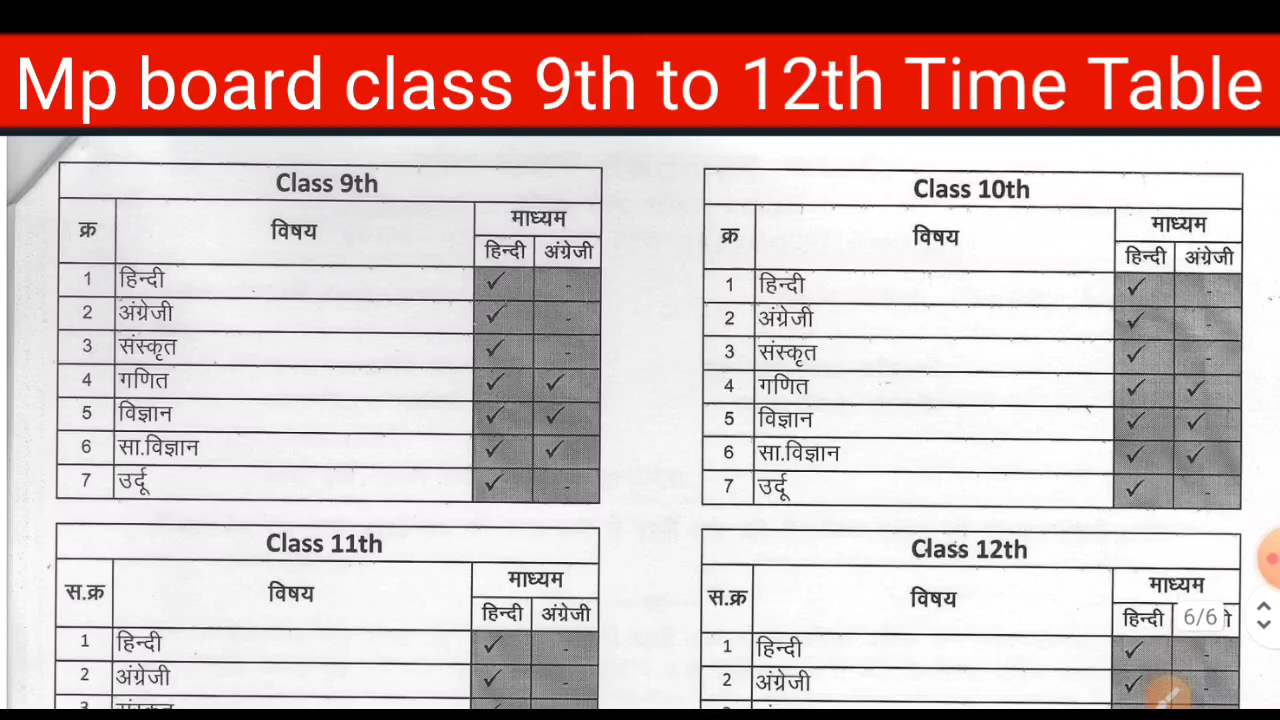 Mp board class 9th to 12th Time Table
Class 9th
क्र विषय माध्यम
हिन्दी अंग्रेजी
1 हिन्दी ✓ -
2 अंग्रेजी ✓ -
3 संस्कृत ✓ -
4 गणित ✓ ✓
5 विज्ञान ✓ ✓
6 सा.विज्ञान ✓ ✓
7 उर्दू ✓ -
Class 10th
क्र विषय माध्यम
हिन्दी अंग्रेजी
1 हिन्दी ✓ -
2 अंग्रेजी ✓ -
3 संस्कृत ✓ -
4 गणित ✓ ✓
5 विज्ञान ✓ ✓
6 सा.विज्ञान ✓ ✓
7 उर्दू ✓ -
Class 11th
स.क्र विषय माध्यम
हिन्दी अंग्रेजी
1 हिन्दी ✓ -
2 अंग्रेजी ✓ -
Class 12th
स.क्र विषय माध्यम
हिन्दी
6/6
1 हिन्दी ✓ -
2 अंग्रेजी ✓ -